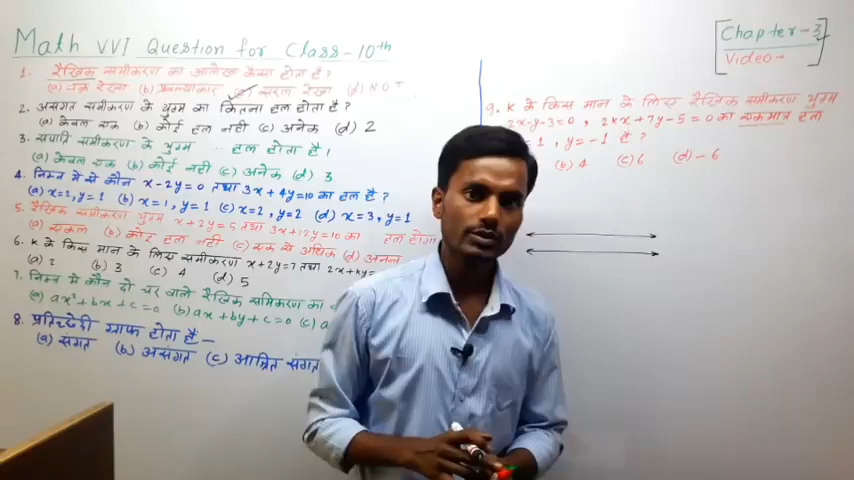 Math VVI Question for Class-10th
1. रैखिक समीकरण का आलेख कैसा होता है?
(a) वक्र रेखा (b) प्रवल्याकार (c) सरल रेखा (d) NOT
2. असंगत समीकरण के युग्म का कितना हल होता है?
(a) केवल एक (b) कोई हल नही (c) अनेक (d) 2
3. संपाति समीकरण के युग्म हल होता है,
(a) केवल एक (b) कोई नही (c) अनेक (d) 3
4. निम्न में से कौन x-2y=0 तथा 3x+4y=10 का हल है?
(a) x=2, y=1 (b) x=1, y=1 (c) x=2, y=2 (d) x=3, y=1
5. रैखिक समीकरण युग्म x+2y=5 तथा 3x+12y=10 का हल होगा
(a) एकल (b) कोई हल नही (c) एक से अधिक (d) अनन्त
6. K के किस मान के लिए समीकरण x+2y=7 तथा 2x+ky=
(a) 2 (b) 3 (c) 4 (d) 5
7. निम्न में कौन दो चर वाले रैखिक समिकरण का
(a) ax²+bx+c=0 (b) ax+by+c=0 (c) a
8. प्रतिच्छेदी ग्राफ होता है-
(a) संगत (b) असंगत (c) आश्रित संगत
Chapter-3
Video→
9. K के किस मान के लिए रैखिक समीकरण युग्म
2x-y-3=0, 2kx+7y-5=0 का एकमात्र हल
1, y=-1 है?
(b) 4 (c) 6 (d) -6